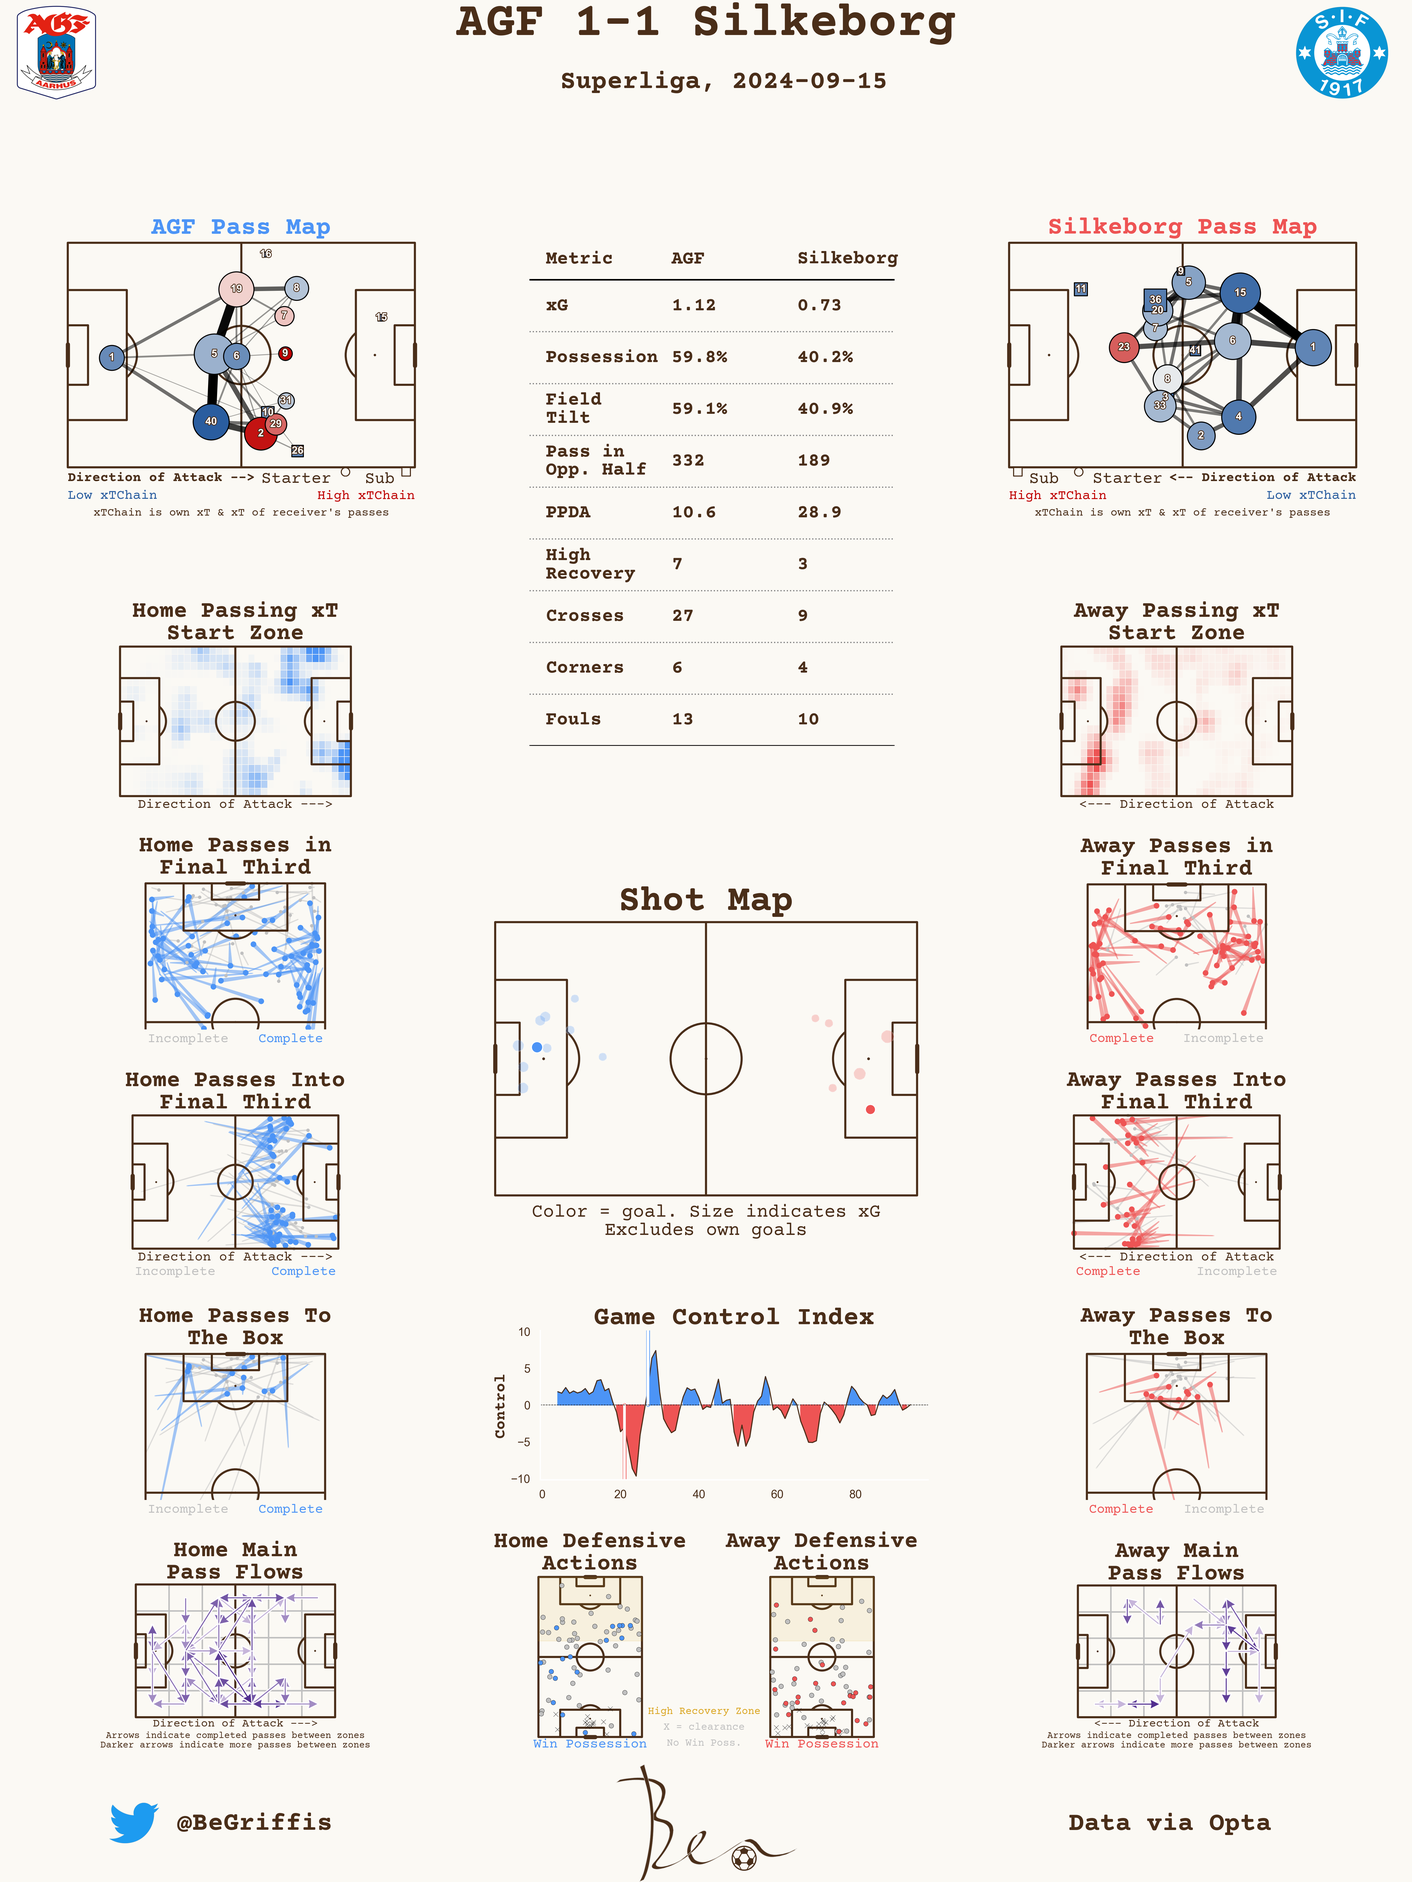 AGF 1-1 Silkeborg
Superliga, 2024-09-15
AGF
AARHUS
S·I·F
1917
AGF Pass Map
16
19
8
7
15
1
5
6
9
31
10
40
29
2
26
Direction of Attack --> Starter Sub
Low xTChain High xTChain
xTChain is own xT & xT of receiver's passes
Metric AGF Silkeborg
xG 1.12 0.73
Possession 59.8% 40.2%
Field
Tilt 59.1% 40.9%
Pass in
Opp. Half 332 189
PPDA 10.6 28.9
High
Recovery 7 3
Crosses 27 9
Corners 6 4
Fouls 13 10
Silkeborg Pass Map
9
5
11
15
36
20
7
6
23
41
1
8
3
33
4
2
Sub Starter <-- Direction of Attack
High xTChain Low xTChain
xTChain is own xT & xT of receiver's passes
Home Passing xT
Start Zone
Direction of Attack --->
Away Passing xT
Start Zone
<--- Direction of Attack
Home Passes in
Final Third
Incomplete Complete
Away Passes in
Final Third
Complete Incomplete
Shot Map
Color = goal. Size indicates xG
Excludes own goals
Home Passes Into
Final Third
Direction of Attack --->
Incomplete Complete
Away Passes Into
Final Third
<--- Direction of Attack
Complete Incomplete
Home Passes To
The Box
Incomplete Complete
Game Control Index
Control
10
5
0
−5
−10
0 20 40 60 80
Away Passes To
The Box
Complete Incomplete
Home Main
Pass Flows
Direction of Attack --->
Arrows indicate completed passes between zones
Darker arrows indicate more passes between zones
Home Defensive
Actions
Win Possession
High Recovery Zone
X = clearance
No Win Poss.
Away Defensive
Actions
Win Possession
Away Main
Pass Flows
<--- Direction of Attack
Arrows indicate completed passes between zones
Darker arrows indicate more passes between zones
@BeGriffis
Ben
Data via Opta